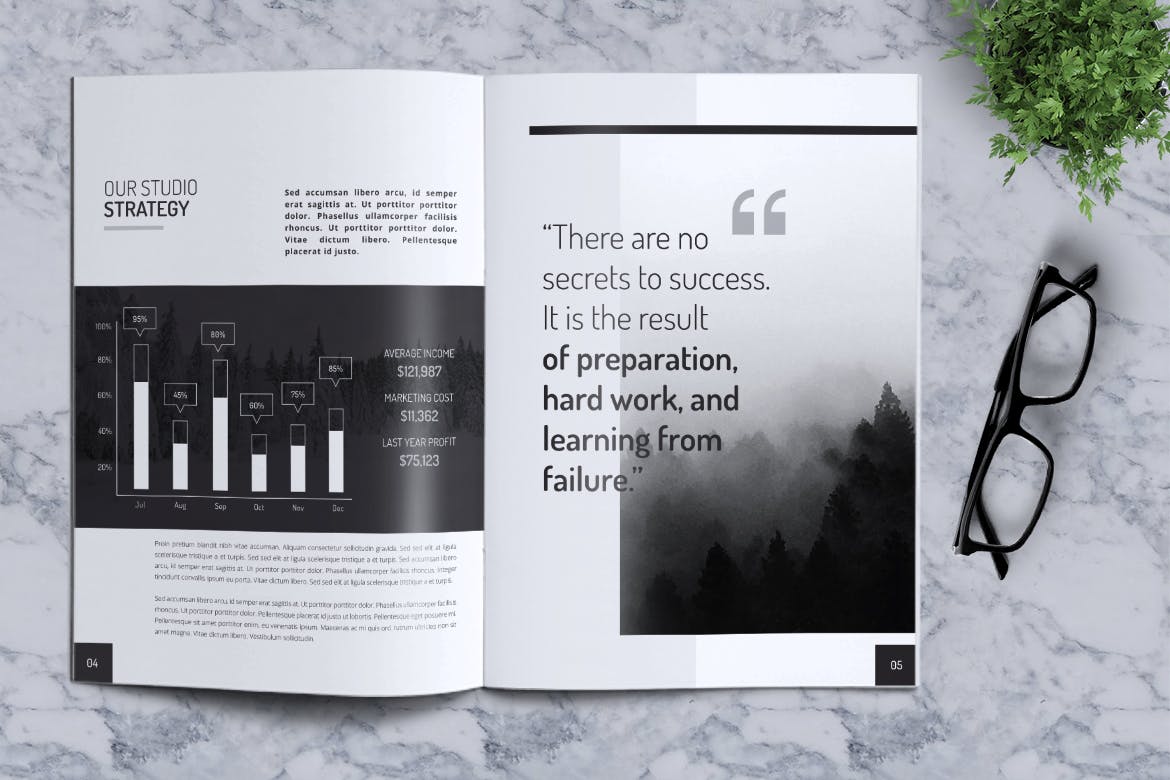 OUR STUDIO
STRATEGY
Sed accumsan libero arcu, id semper
erat sagittis at. Ut porttitor porttitor
dolor. Phasellus ullamcorper facilisis
rhoncus. Ut porttitor porttitor dolor.
Vitae dictum libero. Pellentesque
placerat id justo.
100%
80%
60%
40%
20%
95%
45%
80%
60%
75%
85%
Jul
Aug
Sep
Oct
Nov
Dec
AVERAGE INCOME
$121,987
MARKETING COST
$11,362
LAST YEAR PROFIT
$75,123
Proin pretium blandit nibh vitae accumsan. Aliquam consectetur sollicitudin gravida. Sed sed elit at ligula
scelerisque tristique a et turpis. Sed sed elit at ligula scelerisque tristique a et turpis. Sed accumsan libero
arcu, id semper erat sagittis at. Ut porttitor porttitor dolor. Phasellus ullamcorper facilisis rhoncus. Integer
tincidunt convallis ipsum eu porta. Vitae dictum libero. Sed sed elit at ligula scelerisque tristique a et turpis.
Sed accumsan libero arcu, id semper erat sagittis at. Ut porttitor porttitor dolor. Phasellus ullamcorper facilisis
rhoncus. Ut porttitor porttitor dolor. Pellentesque placerat id justo ut lobortis. Pellentesque eget posuere mi.
Pellentesque sit amet porttitor enim, eu venenatis ipsum. Maecenas ac mi quis orci rutrum ultricies non sit
amet magna. Vitae dictum libero. Vestibulum sollicitudin.
04
“
“There are no
secrets to success.
It is the result
of preparation,
hard work, and
learning from
failure.”
05